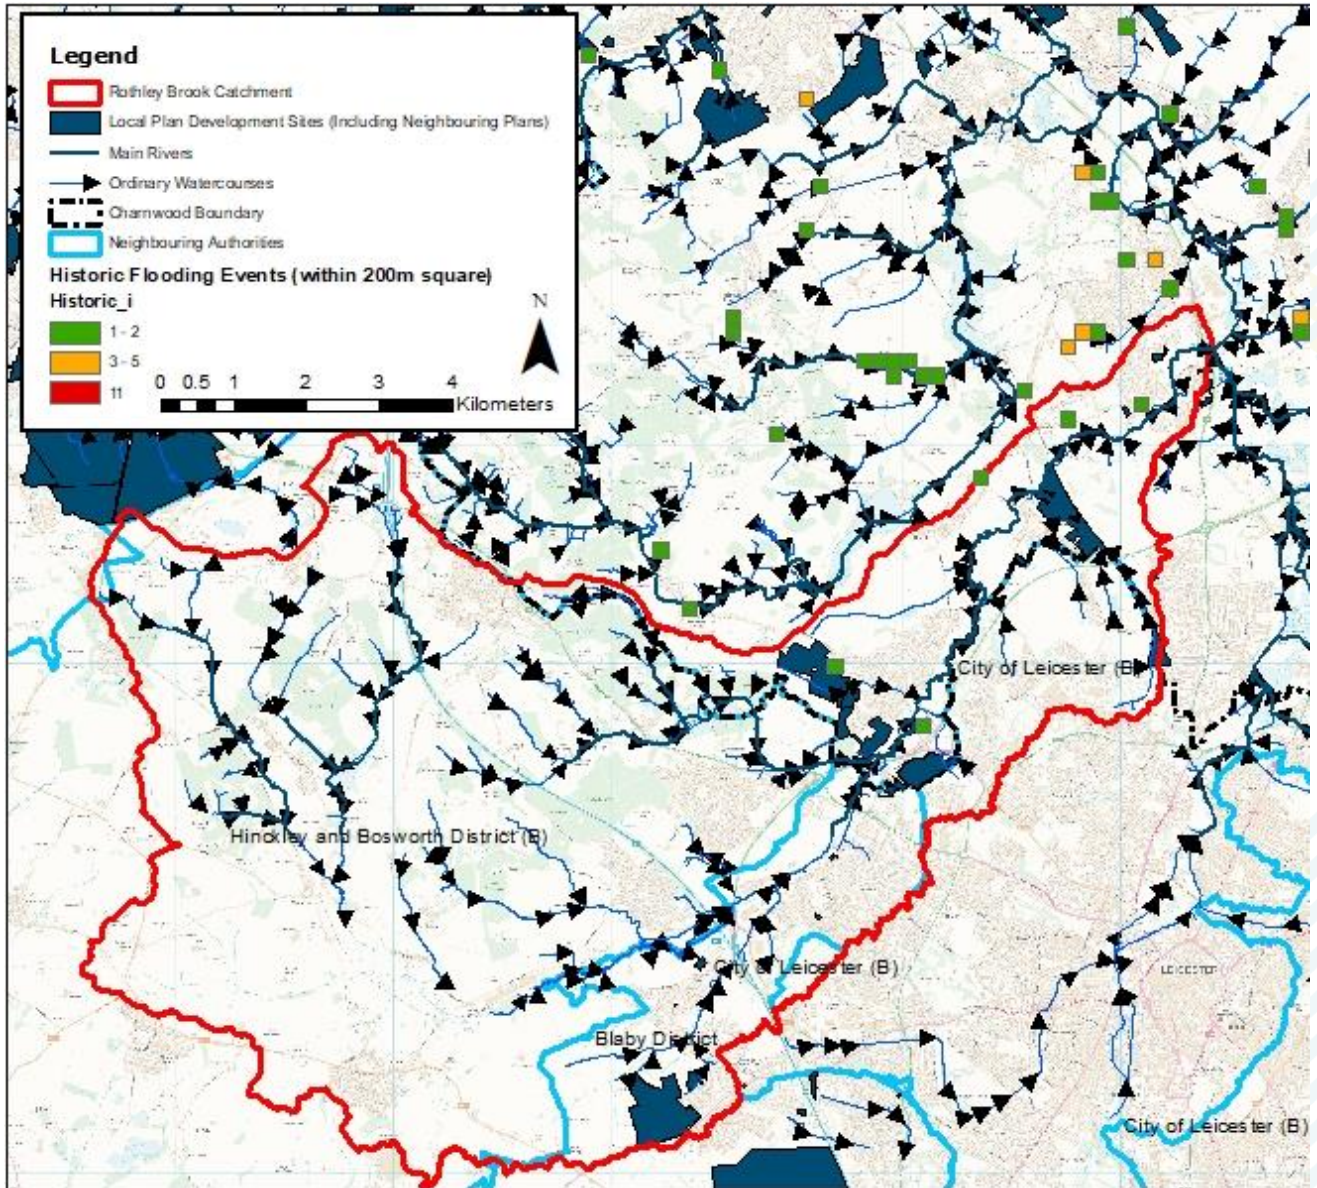 Legend
Rothley Brook Catchment
Local Plan Development Sites (Including Neighbouring Plans)
Main Rivers
Ordinary Watercourses
Charnwood Boundary
Neighbouring Authorities
Historic Flooding Events (within 200m square)
Historic_i
N
1 - 2
3 - 5
11
0 0.5 1 2 3 4
Kilometers
City of Leicester (B)
Hinckley and Bosworth District (B)
City of Leicester (B)
LEICESTER
Blaby District
City of Leicester (B)